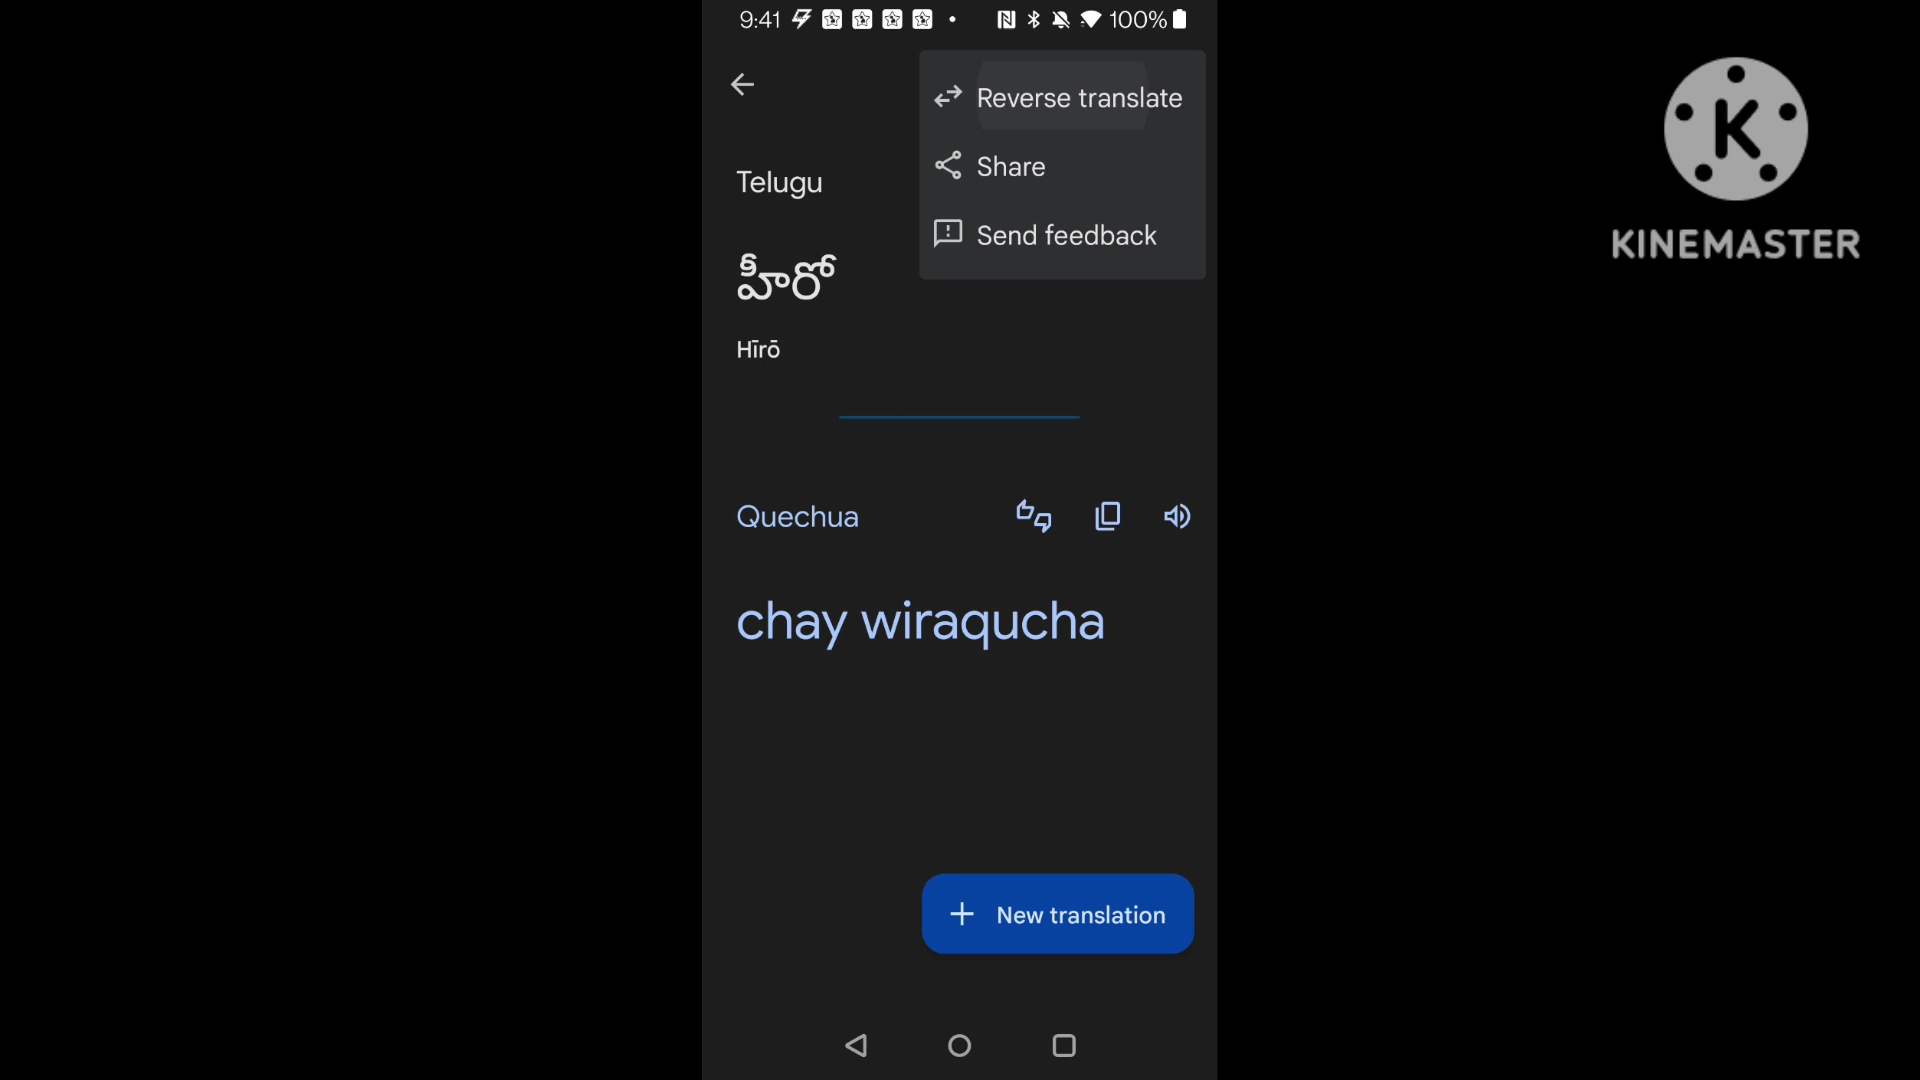 9:41 100%
Reverse translate
Share
Send feedback
Telugu
హీరో
Hīrō
Quechua
chay wiraqucha
+ New translation
K
KINEMASTER